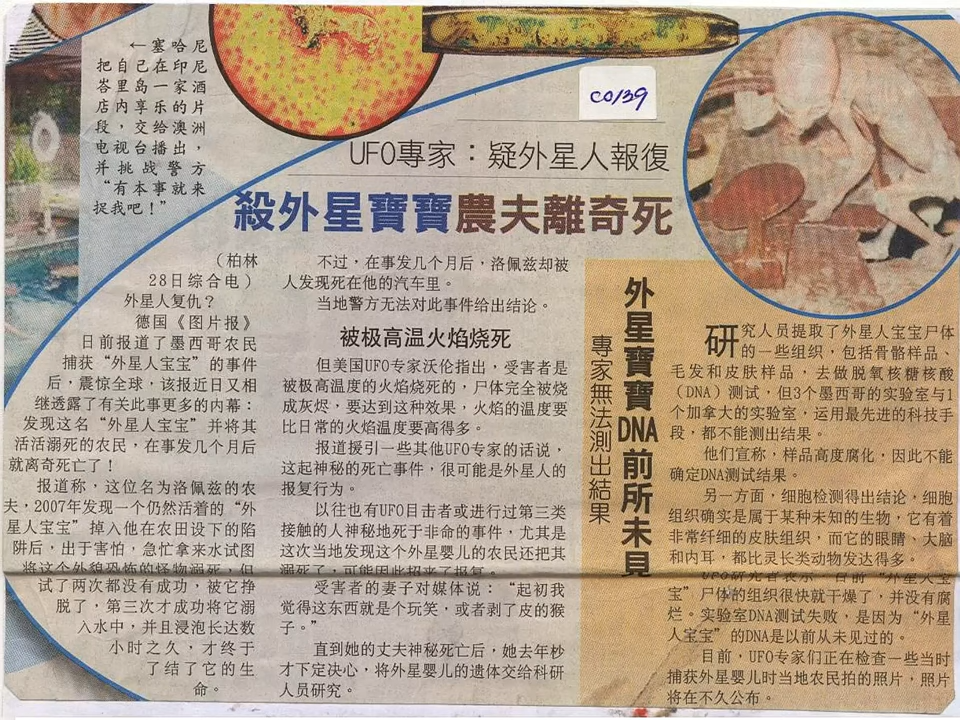 ←塞哈尼
把自己在印尼
峇里岛一家酒
店内享乐的片
段，交给澳洲
电视台播出，
并挑战警方
“有本事就来
捉我吧！”
CO139
UFO專家：疑外星人報復
殺外星寶寶農夫離奇死
（柏林
28日综合电）
外星人复仇？
德国《图片报》
日前报道了墨西哥农民
捕获“外星人宝宝”的事件
后，震惊全球，该报近日又相
继透露了有关此事更多的内幕：
发现这名“外星人宝宝”并将其
活活溺死的农民，在事发几个月后
就离奇死亡了！
报道称，这位名为洛佩兹的农
夫，2007年发现一个仍然活着的“外
星人宝宝”掉入他在农田设下的陷
阱后，出于害怕，急忙拿来水试图
将这个外貌恐怖的怪物溺死，但
试了两次都没有成功，被它挣
脱了，第三次才成功将它溺
入水中，并且浸泡长达数
小时之久，才终于
了结了它的生
命。
不过，在事发几个月后，洛佩兹却被
人发现死在他的汽车里。
当地警方无法对此事件给出结论。
被极高温火焰烧死
但美国UFO专家沃伦指出，受害者是
被极高温度的火焰烧死的，尸体完全被烧
成灰烬，要达到这种效果，火焰的温度要
比日常的火焰温度要高得多。
报道援引一些其他UFO专家的话说，
这起神秘的死亡事件，很可能是外星人的
报复行为。
以往也有UFO目击者或进行过第三类
接触的人神秘地死于非命的事件，尤其是
这次当地发现这个外星婴儿的农民还把其
溺死了，可能因此招来了报复。
受害者的妻子对媒体说：“起初我
觉得这东西就是个玩笑，或者剥了皮的猴
子。”
直到她的丈夫神秘死亡后，她去年秒
才下定决心，将外星婴儿的遗体交给科研
人员研究。
外星寶寶DNA前所未見
專家無法測出結果
研究人员提取了外星人宝宝尸体
的一些组织，包括骨骼样品、
毛发和皮肤样品，去做脱氧核糖核酸
（DNA）测试，但3个墨西哥的实验室与1
个加拿大的实验室，运用最先进的科技手
段，都不能测出结果。
他们宣称，样品高度腐化，因此不能
确定DNA测试结果。
另一方面，细胞检测得出结论，细胞
组织确实是属于某种未知的生物，它有着
非常纤细的皮肤组织，而它的眼睛、大脑
和内耳，都比灵长类动物发达得多。
UFO研究者表示，目前“外星人宝
宝”尸体的组织很快就干燥了，并没有腐
烂。实验室DNA测试失败，是因为“外星
人宝宝”的DNA是以前从未见过的。
目前，UFO专家们正在检查一些当时
捕获外星婴儿时当地农民拍的照片，照片
将在不久公布。